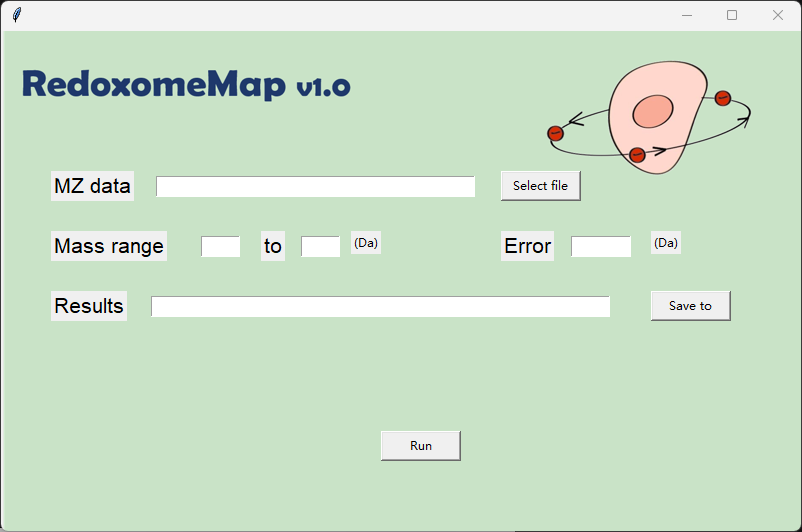 RedoxomeMap v1.0
MZ data Select file
Mass range to (Da) Error (Da)
Results Save to
Run